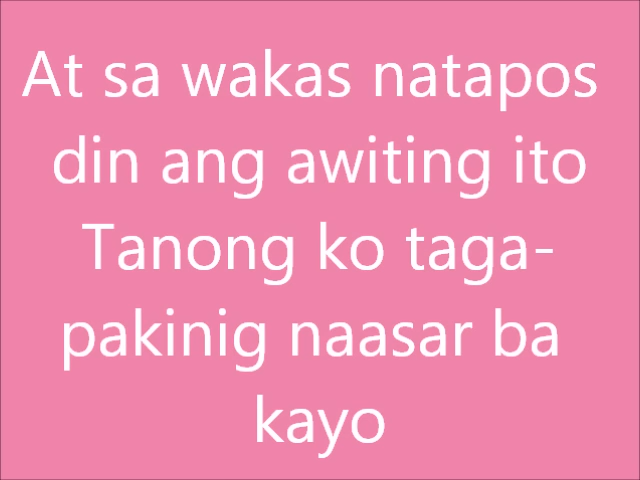 At sa wakas natapos
din ang awiting ito
Tanong ko taga-
pakinig naasar ba
kayo